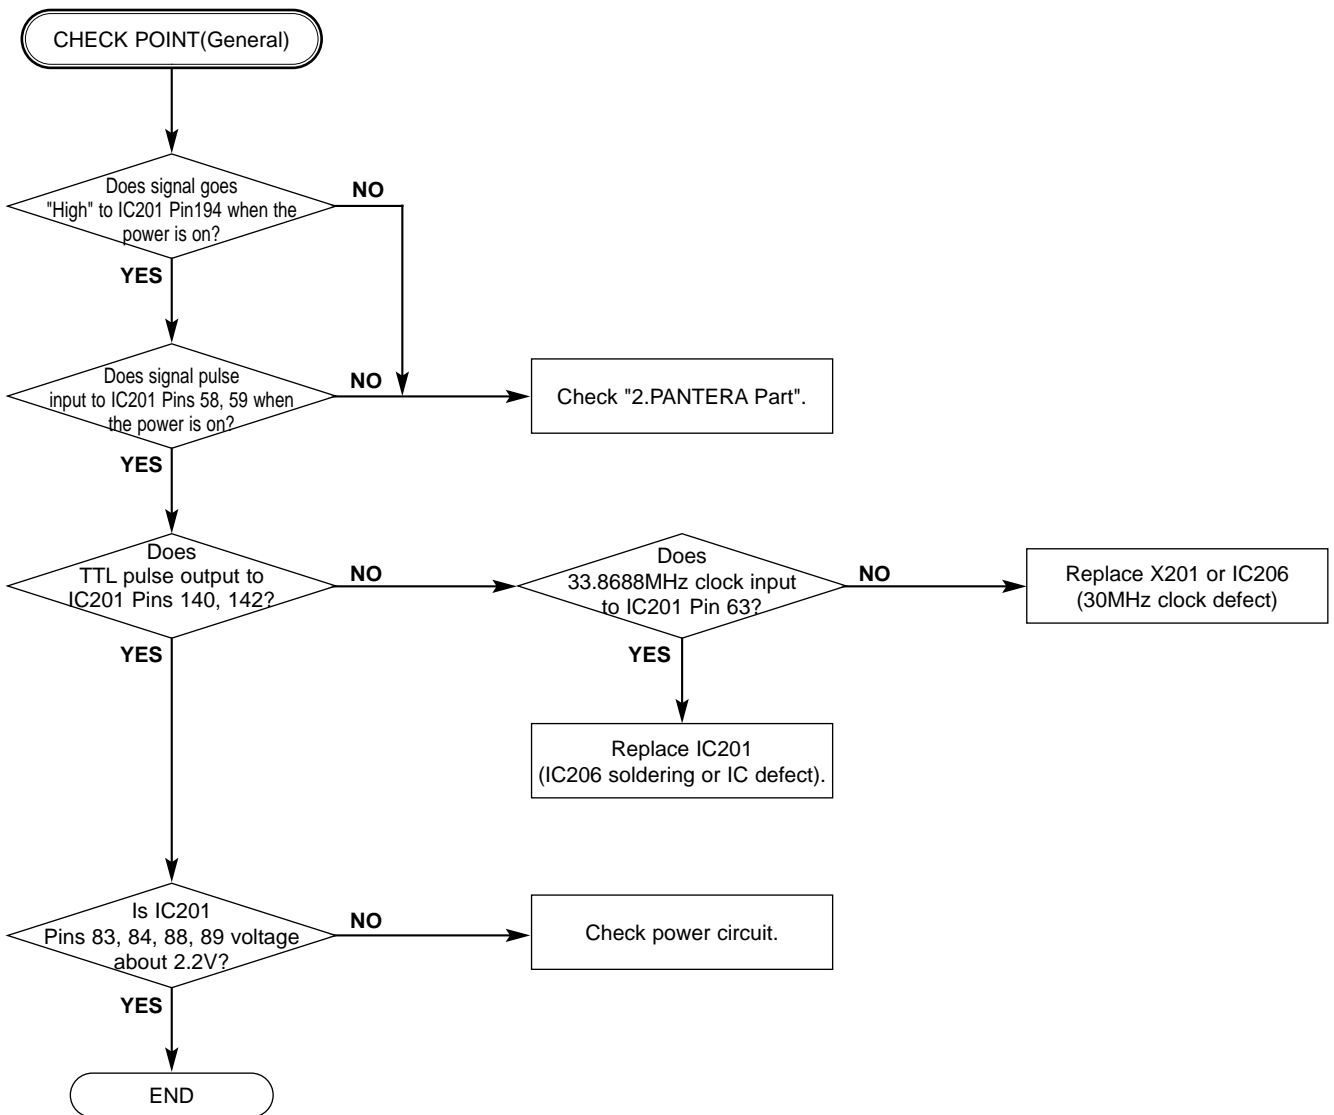 CHECK POINT(General)
Does signal goes
"High" to IC201 Pin194 when the
power is on?
NO
YES
Does signal pulse
input to IC201 Pins 58, 59 when
the power is on?
NO
Check "2.PANTERA Part".
YES
Does
TTL pulse output to
IC201 Pins 140, 142?
NO
Does
33.8688MHz clock input
to IC201 Pin 63?
NO
Replace X201 or IC206
(30MHz clock defect)
YES
YES
Replace IC201
(IC206 soldering or IC defect).
Is IC201
Pins 83, 84, 88, 89 voltage
about 2.2V?
NO
Check power circuit.
YES
END